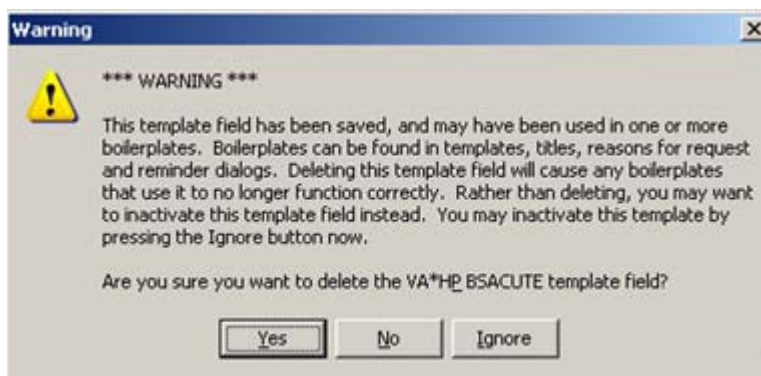 Warning
*** WARNING ***
This template field has been saved, and may have been used in one or more
boilerplates. Boilerplates can be found in templates, titles, reasons for request
and reminder dialogs. Deleting this template field will cause any boilerplates
that use it to no longer function correctly. Rather than deleting, you may want
to inactivate this template field instead. You may inactivate this template by
pressing the Ignore button now.
Are you sure you want to delete the VA*HP BSACUTE template field?
Yes No Ignore